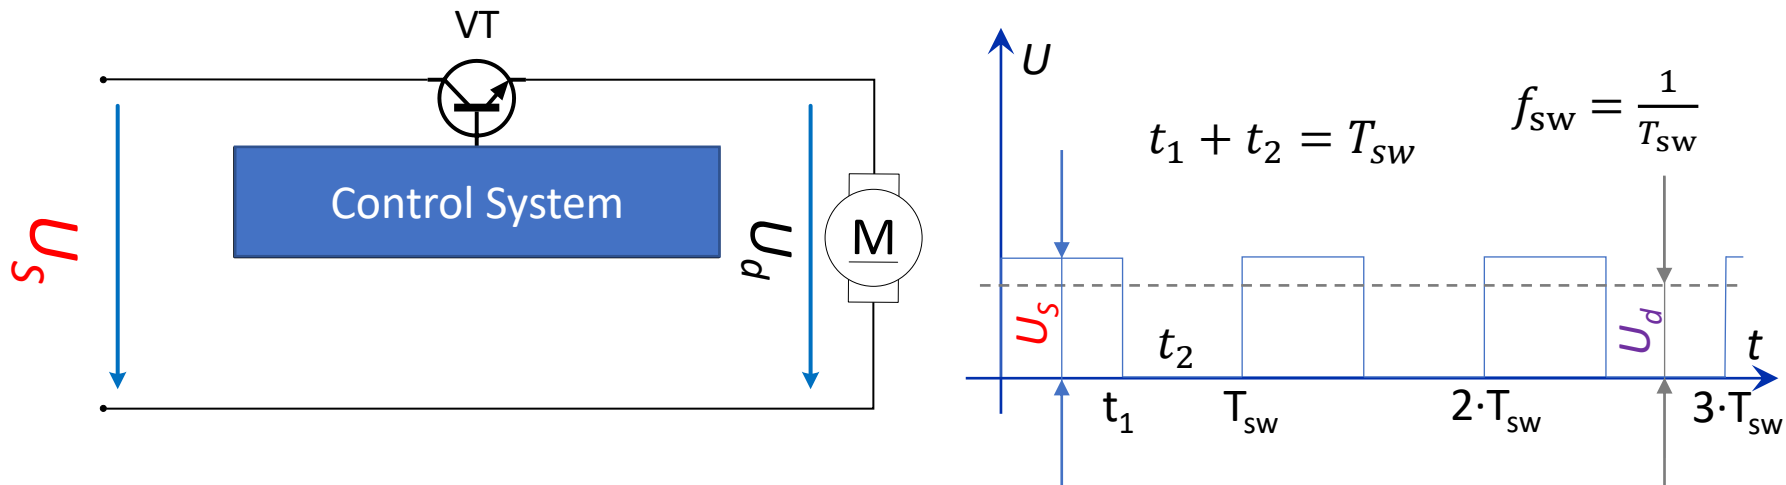 VT
Control System
U_s
U_d
M
U
t_1 + t_2 = T_sw
f_sw = 1/T_sw
U_s
t_2
U_d
t
t_1
T_sw
2·T_sw
3·T_sw